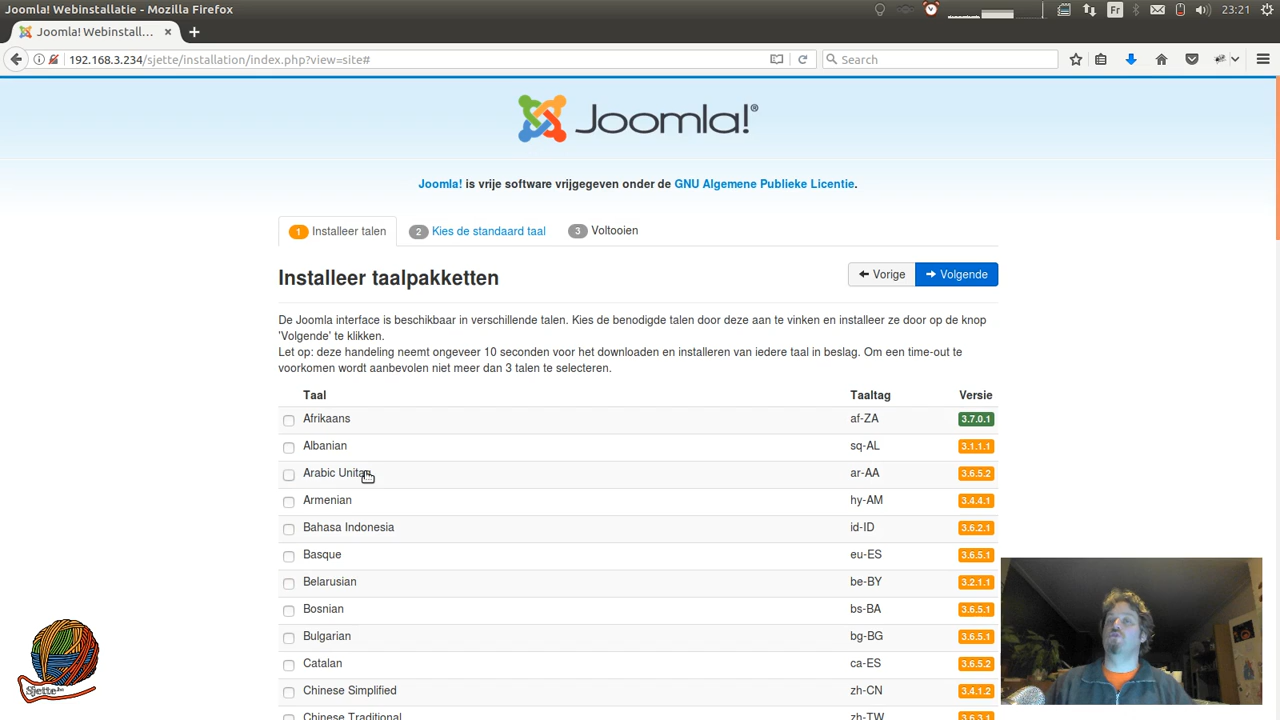 Joomla! Webinstallatie - Mozilla Firefox
Fr
23:21
Joomla! Webinstall...
192.168.3.234/sjette/installation/index.php?view=site#
Search
Joomla!®
Joomla! is vrije software vrijgegeven onder de GNU Algemene Publieke Licentie.
1 Installeer talen
2 Kies de standaard taal
3 Voltooien
Installeer taalpakketten
Vorige
Volgende
De Joomla interface is beschikbaar in verschillende talen. Kies de benodigde talen door deze aan te vinken en installeer ze door op de knop
'Volgende' te klikken.
Let op: deze handeling neemt ongeveer 10 seconden voor het downloaden en installeren van iedere taal in beslag. Om een time-out te
voorkomen wordt aanbevolen niet meer dan 3 talen te selecteren.
Taal Taaltag Versie
Afrikaans af-ZA 3.7.0.1
Albanian sq-AL 3.1.1.1
Arabic Unita ar-AA 3.6.5.2
Armenian hy-AM 3.4.4.1
Bahasa Indonesia id-ID 3.6.2.1
Basque eu-ES 3.6.5.1
Belarusian be-BY 3.2.1.1
Bosnian bs-BA 3.6.5.1
Bulgarian bg-BG 3.6.5.1
Catalan ca-ES 3.6.5.2
Chinese Simplified zh-CN 3.4.1.2
Chinese Traditional zh-TW 3.6.3.1